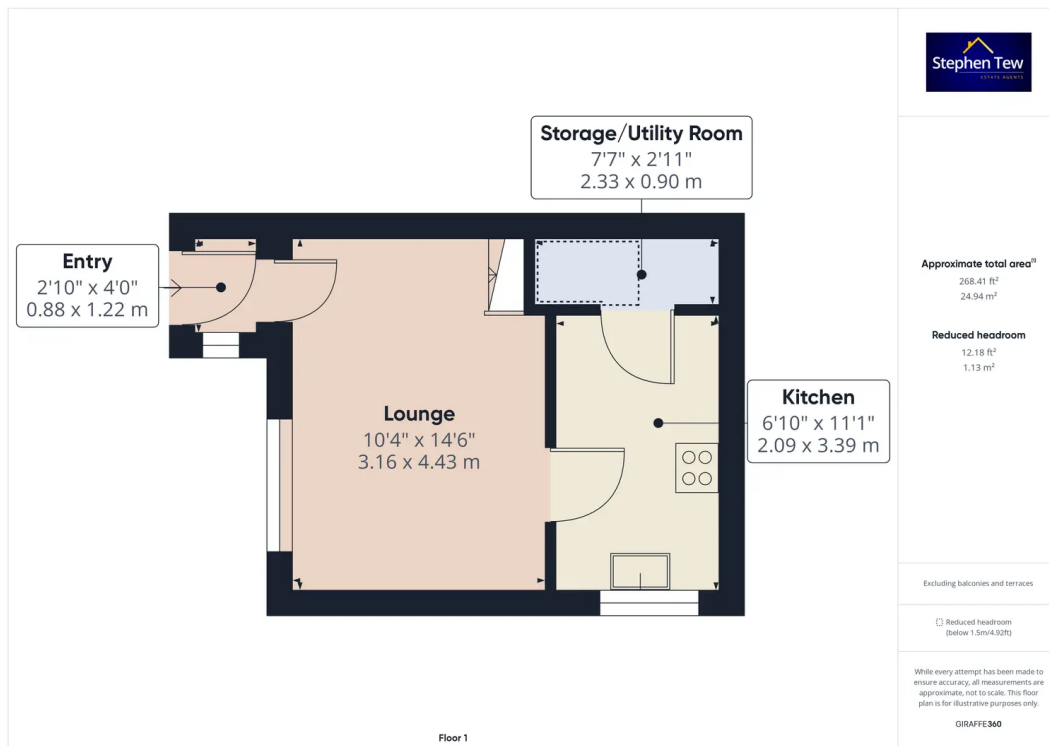 Stephen Tew
ESTATE AGENTS
Storage/Utility Room
7'7" x 2'11"
2.33 x 0.90 m
Entry
2'10" x 4'0"
0.88 x 1.22 m
Lounge
10'4" x 14'6"
3.16 x 4.43 m
Kitchen
6'10" x 11'1"
2.09 x 3.39 m
Floor 1
Approximate total area⁽¹⁾
268.41 ft²
24.94 m²
Reduced headroom
12.18 ft²
1.13 m²
Excluding balconies and terraces
Reduced headroom
(below 1.5m/4.92ft)
While every attempt has been made to
ensure accuracy, all measurements are
approximate, not to scale. This floor
plan is for illustrative purposes only.
GIRAFFE360